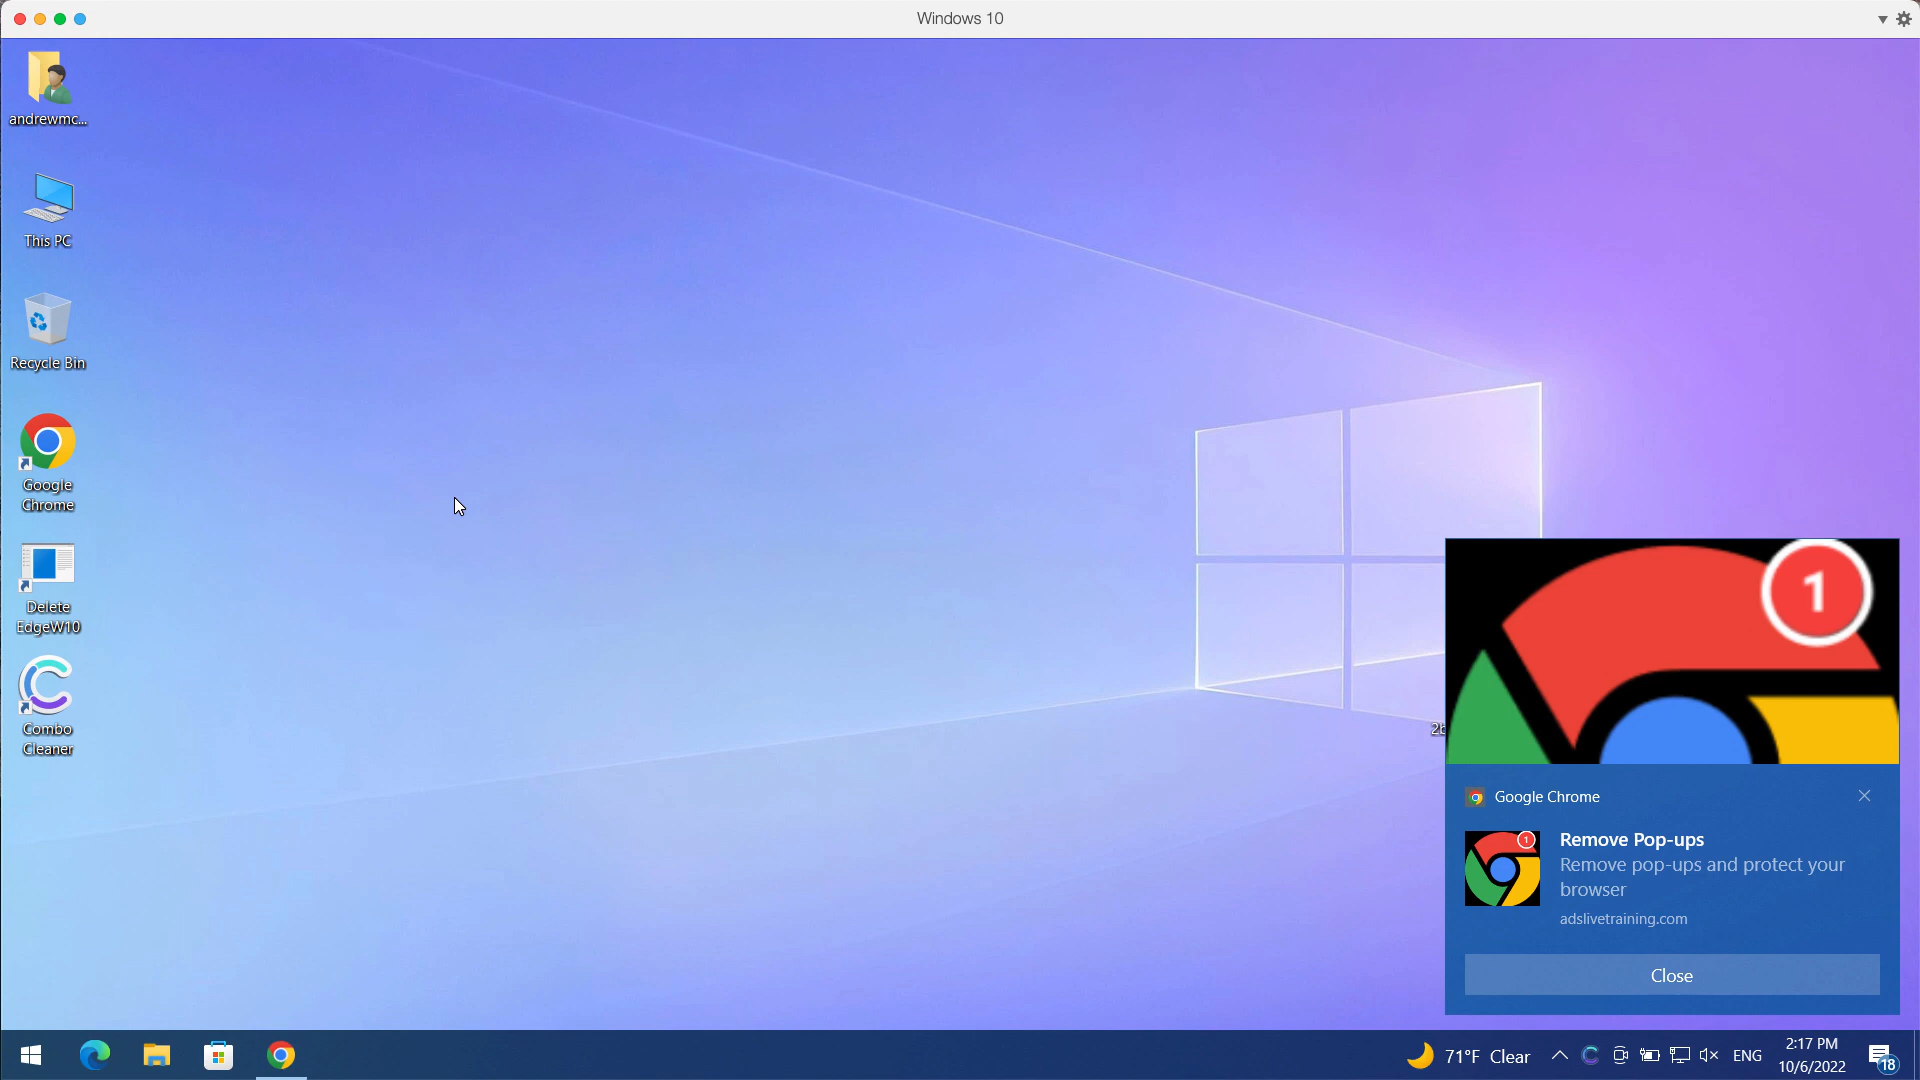 Windows 10
andrewmc...
This PC
Recycle Bin
Google
Chrome
Delete
EdgeW10
Combo
Cleaner
1
Google Chrome
1
Remove Pop-ups
Remove pop-ups and protect your
browser
adslivetraining.com
Close
71°F Clear
ENG
2:17 PM
10/6/2022
18